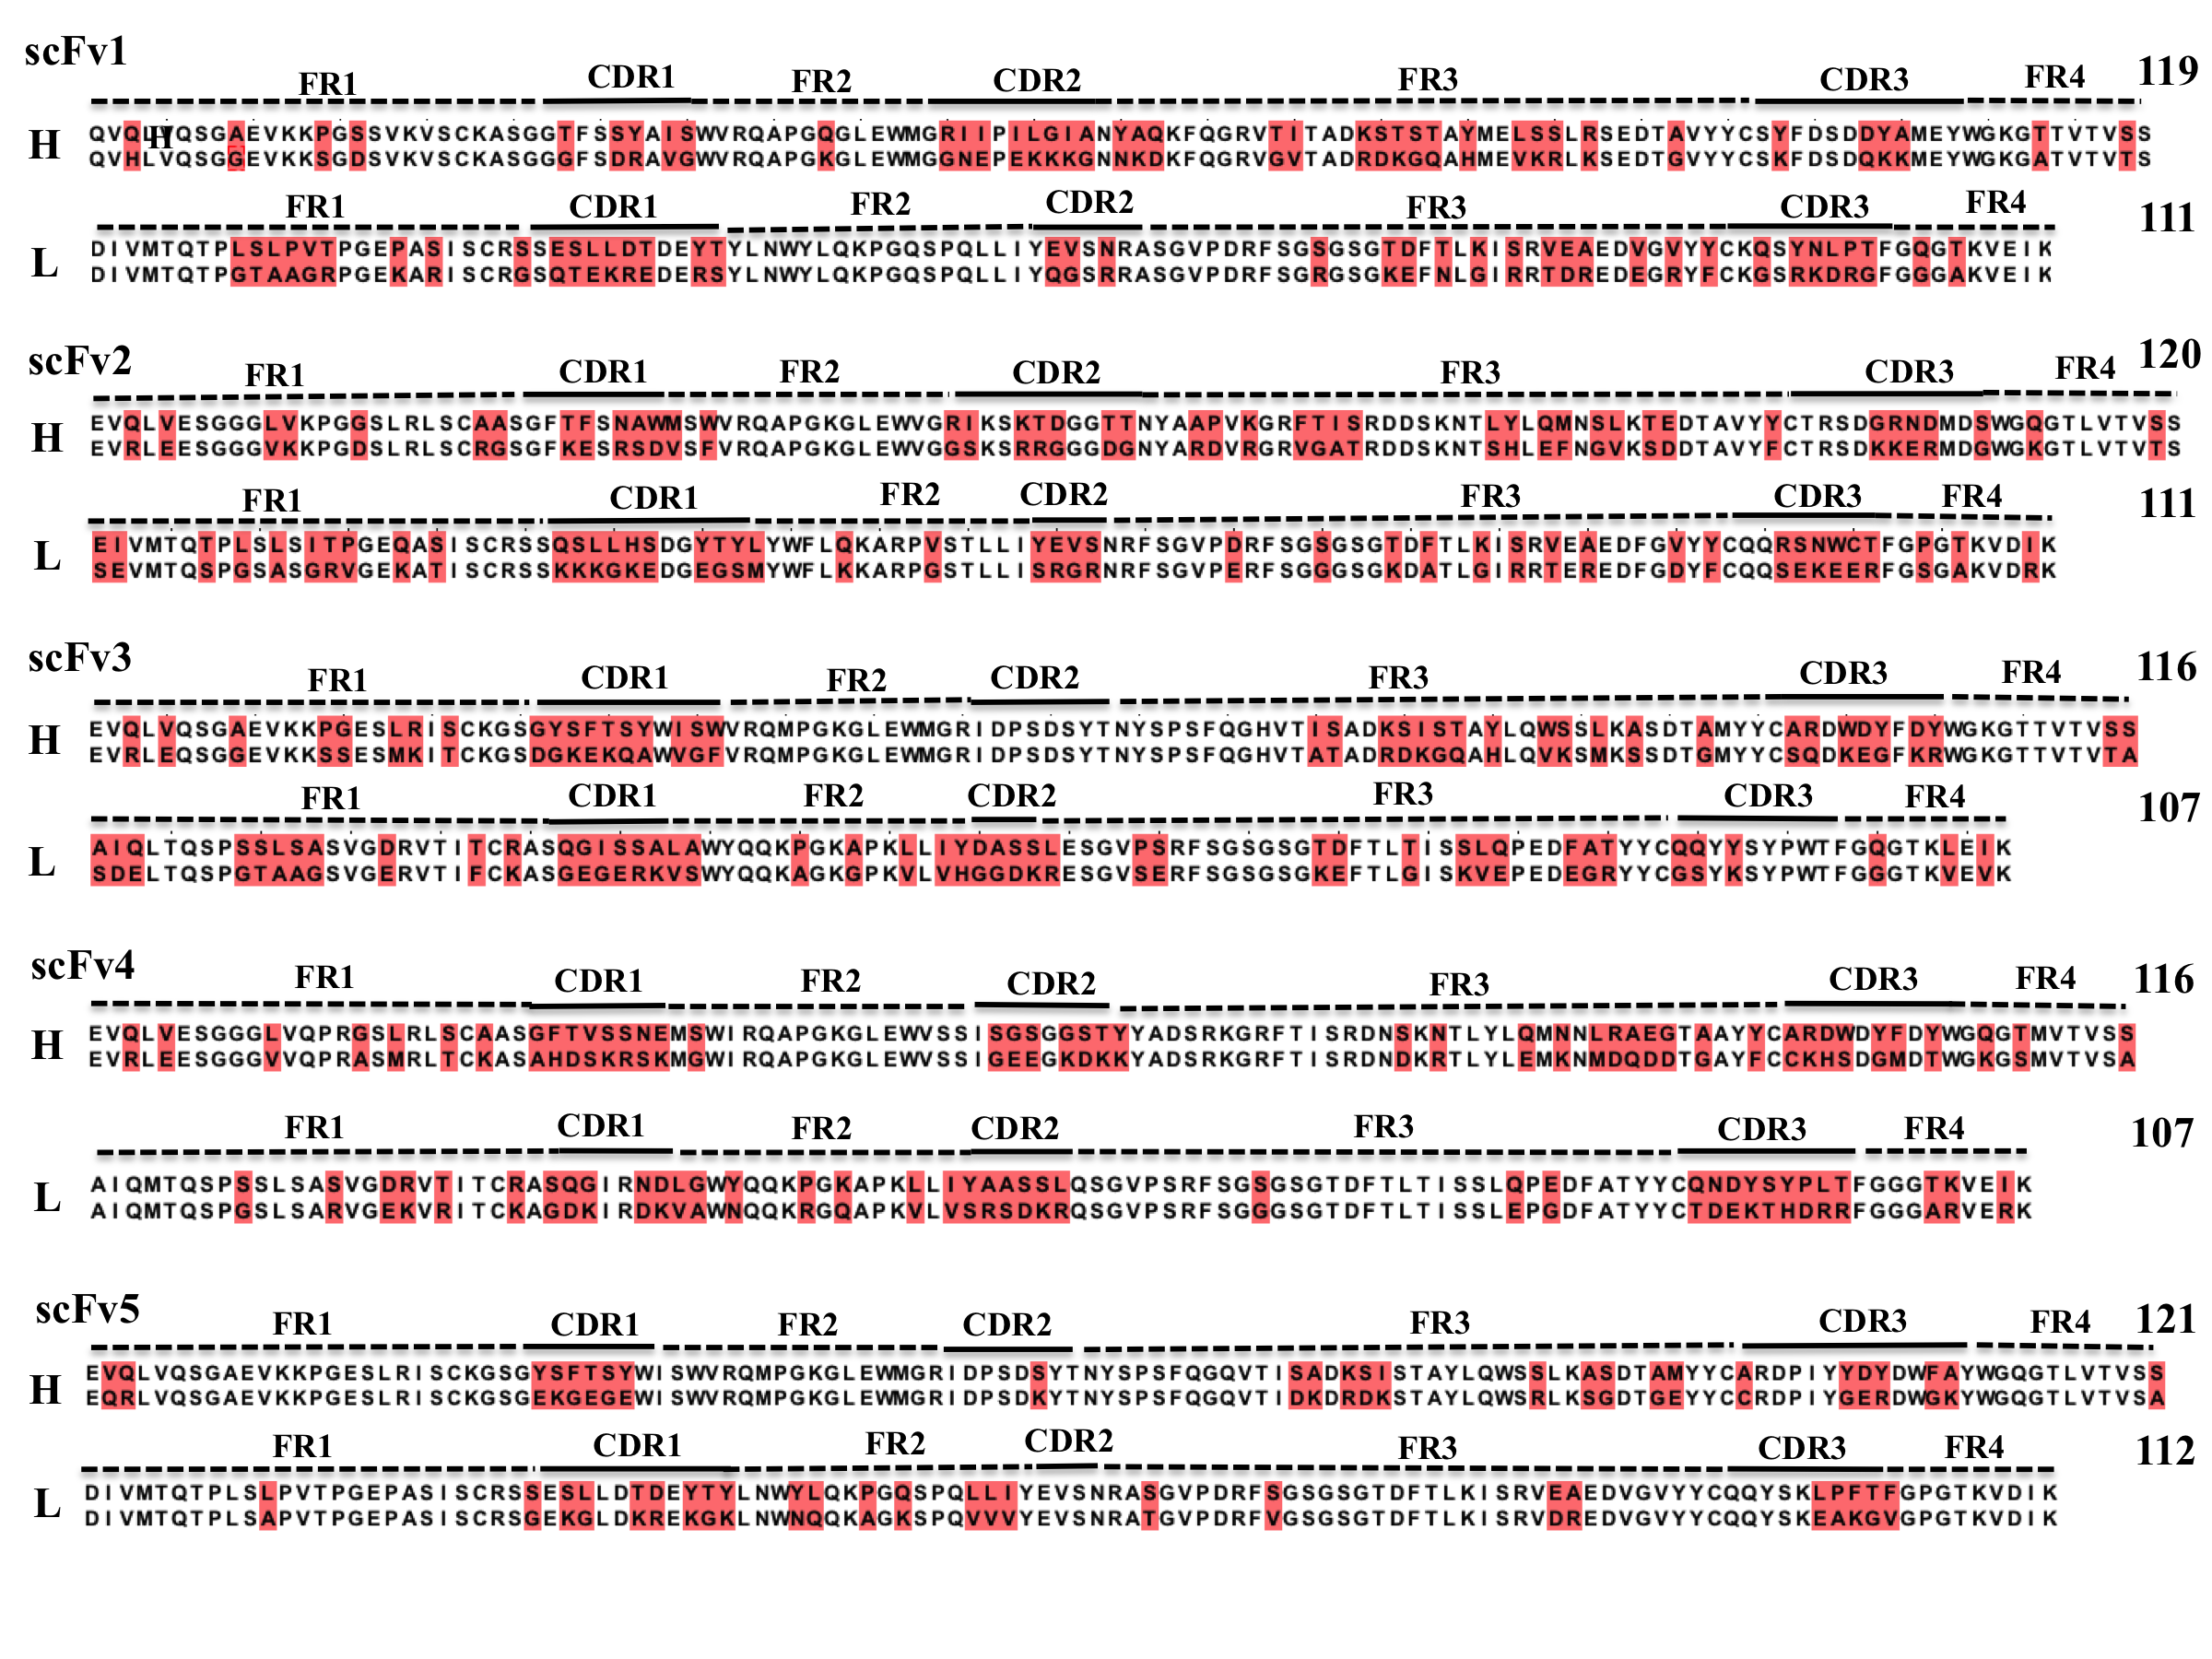 scFv1
FR1 CDR1 FR2 CDR2 FR3 CDR3 FR4 119
H QVQLVQSGAEVKKPGSSVKVSCKASGGTFSSYAISWVRQAPGQGLEWMGRIIPILGIANYAQKFQGRVTITADKSTSTAYMELSSLRSEDTAVYYCSYFDSDDYAMEYWGKGTTVTVSS
H
QVHLVQSGGEVKKSGDSVKVSCKASGGGFSDRAVGWVRQAPGKGLEWMGGNEPEKKKGNNKDKFQGRVGVTADRDKGQAHMEVKRLKSEDTGVYYCSKFDSDQKKMEYWGKGATVTVTS
FR1 CDR1 FR2 CDR2 FR3 CDR3 FR4 111
L DIVMTQTPLSLPVTPGEPASISCRSSESLLDTDEYTYLNWYLQKPGQSPQLLIYEVSNRASGVPDRFSGSGSGTDFTLKISRVEAEDVGVYYCKQSYNLPTFGQGTKVEIK
DIVMTQTPGTAAGRPGEKARISCRGSQTEKREDERSYLNWYLQKPGQSPQLLIYQGSRRASGVPDRFSGRGSGKEFNLGIRRTDREDEGRYFCKGSRKDRGFGGGAKVEIK
scFv2
FR1 CDR1 FR2 CDR2 FR3 CDR3 FR4 120
H EVQLVESGGGLVKPGGSLRLSCAASGFTFSNAWMSWVRQAPGKGLEWVGRIKSKTDGGTTNYAAPVKGRFTISRDDSKNTLYLQMNSLKTEDTAVYYCTRSDGRNDMDSWGQGTLVTVSS
EVRLEESGGGVKKPGDSLRLSCRGSGFKESRSDVSFVRQAPGKGLEWVGGSKSRRGGGDGNYARDVRGRVGATRDDSKNTSHLEFNGVKSDDTAVYFCTRSDKKERMDGWGKGTLVTVTS
FR1 CDR1 FR2 CDR2 FR3 CDR3 FR4 111
L EIVMTQTPLSLSITPGEQASISCRSSQSLLHSDGYTYLYWFLQKARPVSTLLIYEVSNRFSGVPDRFSGSGSGTDFTLKISRVEAEDFGVYYCQQRSNWCTFGPGTKVDIK
SEVMTQSPGSASGRVGEKATISCRSSKKKGKEDGEGSMYWFLKKARPGSTLLISRGRNRFSGVPERFSGGGSGKDATLGIRRTEREDFGDYFCQQSEKEERFGSGAKVDRK
scFv3
FR1 CDR1 FR2 CDR2 FR3 CDR3 FR4 116
H EVQLVQSGAEVKKPGESLRISCKGSGYSFTSYWISWVRQMPGKGLEWMGRIDPSDSYTNYSPSFQGHVTISADKSISTAYLQWSSLKASDTAMYYCARDWDYFDYWGKGTTVTVSS
EVRLEQSGGEVKKSSESMKITCKGSDGKEKQAWVGFVRQMPGKGLEWMGRIDPSDSYTNYSPSFQGHVTATADRDKGQAHLQVKSMKSSDTGMYYCSQDKEGFKRWGKGTTVTVTA
FR1 CDR1 FR2 CDR2 FR3 CDR3 FR4 107
L AIQLTQSPSSLSASVGDRVTITCRASQGISSALAWYQQKPGKAPKLLIYDASSLESGVPSRFSGSGSGTDFTLTISSLQPEDFATYYCQQYYSYPWTFGQGTKLEIK
SDELTQSPGTAAGSVGERVTIFCKASGEGERKVSWYQQKAGKGPKVLVHGGDKRESGVSERFSGSGSGKEFTLGISKVEPEDEGRYYCGSYKSYPWTFGGGTKVEVK
scFv4
FR1 CDR1 FR2 CDR2 FR3 CDR3 FR4 116
H EVQLVESGGGLVQPRGSLRLSCAASGFTVSSNEMSWIRQAPGKGLEWVSSISGSGGSTYYADSRKGRFTISRDNSKNTLYLQMNNLRAEGTAAYYCARDWDYFDYWGQGTMVTVSS
EVRLEESGGGVVQPRASMRLTCKASAHDSKRSKMGWIRQAPGKGLEWVSSIGEEGKDKKYADSRKGRFTISRDNDKRTLYLEMKNMDQDDTGAYFCCKHSDGMDTWGKGSMVTVSA
FR1 CDR1 FR2 CDR2 FR3 CDR3 FR4 107
L AIQMTQSPSSLSASVGDRVTITCRASQGIRNDLGWYQQKPGKAPKLLIYAASSLQSGVPSRFSGSGSGTDFTLTISSLQPEDFATYYCQNDYSYPLTFGGGTKVEIK
AIQMTQSPGSLSARVGEKVRITCKAGDKIRDKVAWNQQKRGQAPKVLVSRSDKRQSGVPSRFSGGGSGTDFTLTISSLEPGDFATYYCTDEKTHDRRFGGGARVERK
scFv5
FR1 CDR1 FR2 CDR2 FR3 CDR3 FR4 121
H EVQLVQSGAEVKKPGESLRISCKGSGYSFTSYWISWVRQMPGKGLEWMGRIDPSDSYTNYSPSFQGQVTISADKSISTAYLQWSSLKASDTAMYYCARDPIYYDYDWFAYWGQGTLVTVSS
EQRLVQSGAEVKKPGESLRISCKGSGEKGEGEWISWVRQMPGKGLEWMGRIDPSDKYTNYSPSFQGQVTIDKDRDKSTAYLQWSRLKSGDTGEYYCCRDPIYGERDWGKYWGQGTLVTVSA
FR1 CDR1 FR2 CDR2 FR3 CDR3 FR4 112
L DIVMTQTPLSLPVTPGEPASISCRSSESLLDTDEYTYLNWYLQKPGQSPQLLIYEVSNRASGVPDRFSGSGSGTDFTLKISRVEAEDVGVYYCQQYSKLPFTFGPGTKVDIK
DIVMTQTPLSAPVTPGEPASISCRSGEKGLDKREKGKLNWNQQKAGKSPQVVVYEVSNRATGVPDRFVGSGSGTDFTLKISRVDREDVGVYYCQQYSKEAKGVGPGTKVDIK